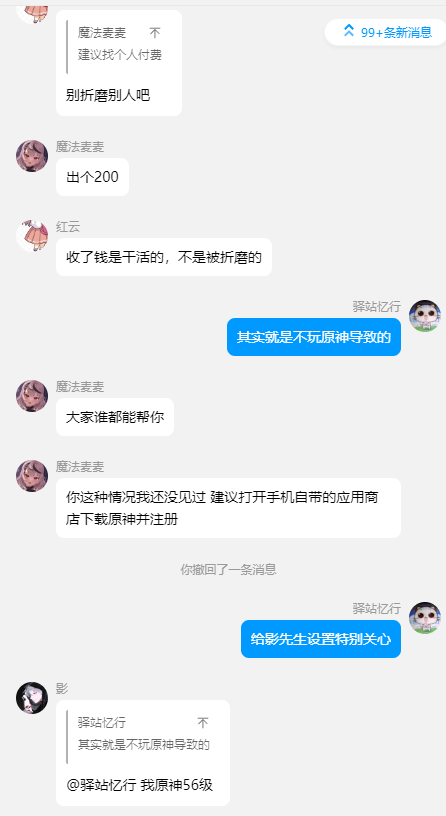 魔法麦麦
建议找个人付费
99+条新消息
别折磨别人吧
魔法麦麦
出个200
红云
收了钱是干活的，不是被折磨的
驿站忆行
其实就是不玩原神导致的
魔法麦麦
大家谁都能帮你
魔法麦麦
你这种情况我还没见过 建议打开手机自带的应用商
店下载原神并注册
你撤回了一条消息
驿站忆行
给影先生设置特别关心
影
驿站忆行
其实就是不玩原神导致的
@驿站忆行 我原神56级